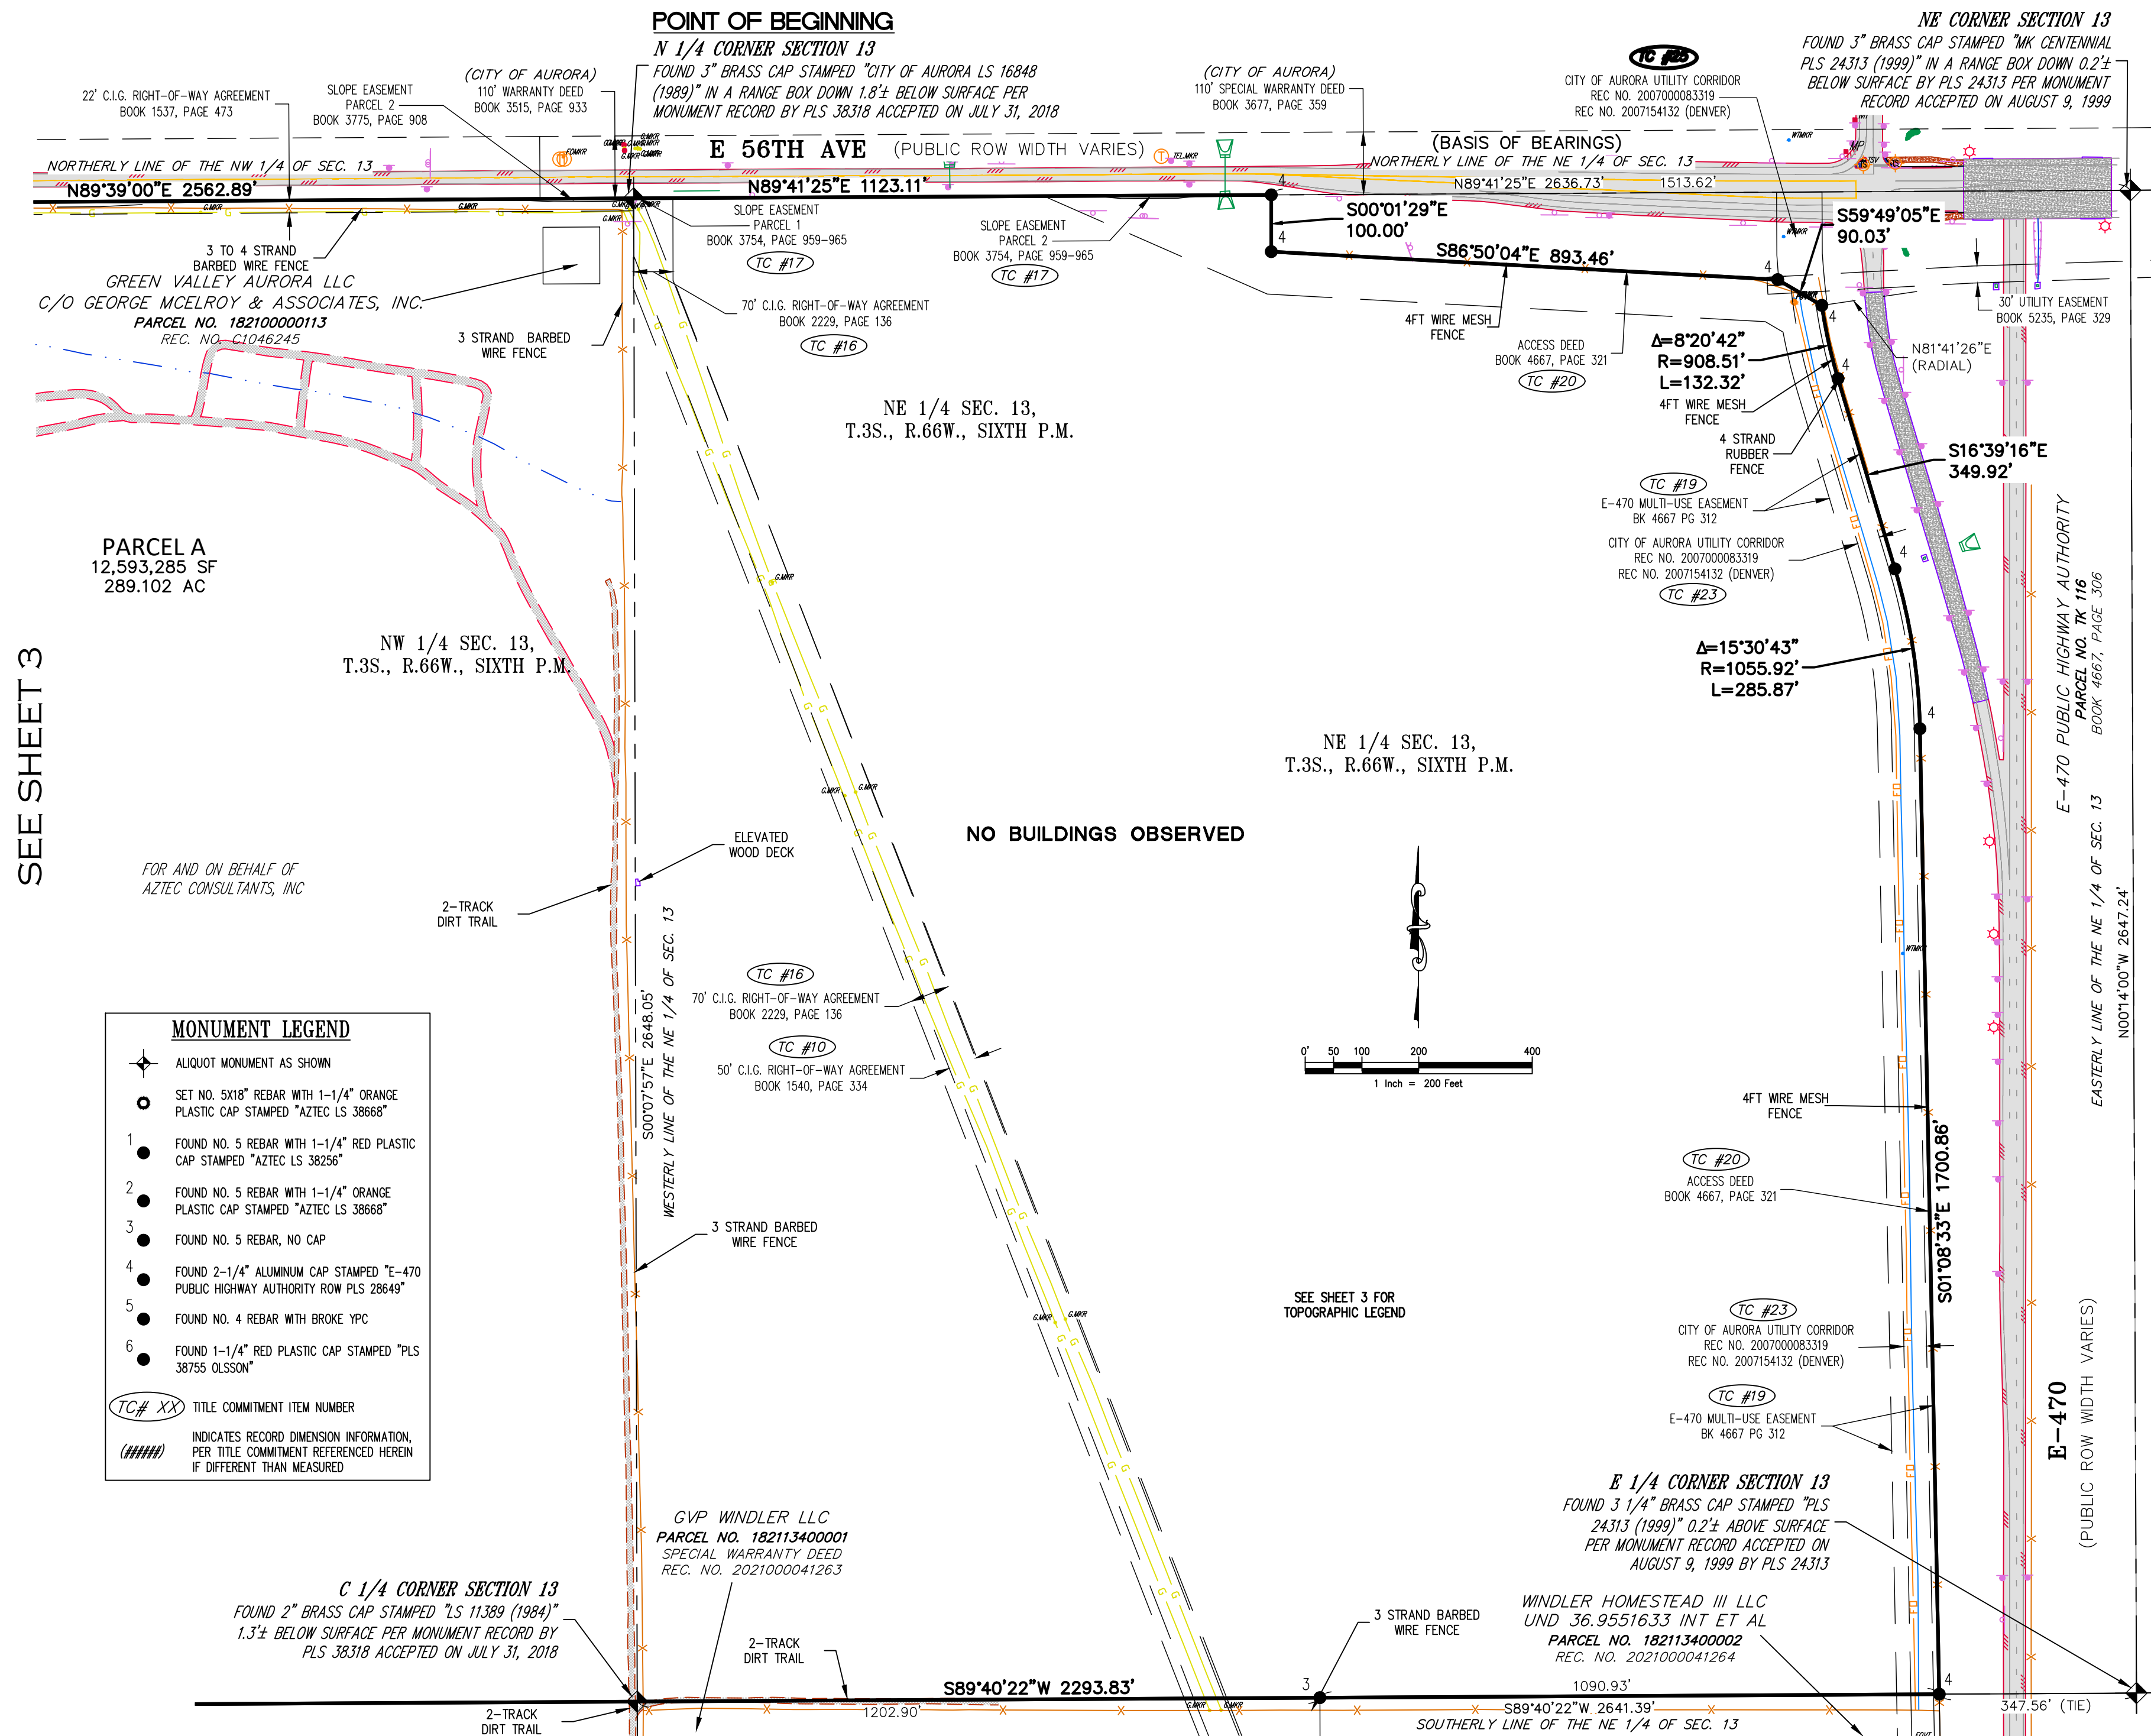 POINT OF BEGINNING
N 1/4 CORNER SECTION 13
FOUND 3" BRASS CAP STAMPED "CITY OF AURORA LS 16848
(1989)" IN A RANGE BOX DOWN 1.8'± BELOW SURFACE PER
MONUMENT RECORD BY PLS 38318 ACCEPTED ON JULY 31, 2018
NE CORNER SECTION 13
FOUND 3" BRASS CAP STAMPED "MK CENTENNIAL
PLS 24313 (1999)" IN A RANGE BOX DOWN 0.2'±
BELOW SURFACE BY PLS 24313 PER MONUMENT
RECORD ACCEPTED ON AUGUST 9, 1999
22' C.I.G. RIGHT-OF-WAY AGREEMENT
BOOK 1537, PAGE 473
SLOPE EASEMENT
PARCEL 2
BOOK 3775, PAGE 908
(CITY OF AURORA)
110' WARRANTY DEED
BOOK 3515, PAGE 933
(CITY OF AURORA)
110' SPECIAL WARRANTY DEED
BOOK 3677, PAGE 359
CITY OF AURORA UTILITY CORRIDOR
REC NO. 2007000083319
REC NO. 2007154132 (DENVER)
NORTHERLY LINE OF THE NW 1/4 OF SEC. 13
N89°39'00"E 2562.89'
E 56TH AVE (PUBLIC ROW WIDTH VARIES)
TEL.MKR
N89°41'25"E 1123.11'
(BASIS OF BEARINGS)
NORTHERLY LINE OF THE NE 1/4 OF SEC. 13
N89°41'25"E 2636.73'
1513.62'
WTMKR
MP
3 TO 4 STRAND
BARBED WIRE FENCE
GREEN VALLEY AURORA LLC
C/O GEORGE MCELROY & ASSOCIATES, INC.
PARCEL NO. 182100000113
REC. NO. C1046245
3 STRAND BARBED
WIRE FENCE
SLOPE EASEMENT
PARCEL 1
BOOK 3754, PAGE 959-965
TC #17
SLOPE EASEMENT
PARCEL 2
BOOK 3754, PAGE 959-965
TC #17
70' C.I.G. RIGHT-OF-WAY AGREEMENT
BOOK 2229, PAGE 136
TC #16
4
S00°01'29"E
100.00'
4
S86°50'04"E 893.46'
4
S59°49'05"E
90.03'
4
4FT WIRE MESH
FENCE
ACCESS DEED
BOOK 4667, PAGE 321
TC #20
30' UTILITY EASEMENT
BOOK 5235, PAGE 329
N81°41'26"E
(RADIAL)
Δ=8°20'42"
R=908.51'
L=132.32'
4
4FT WIRE MESH
FENCE
4 STRAND
RUBBER
FENCE
S16°39'16"E
349.92'
TC #19
E-470 MULTI-USE EASEMENT
BK 4667 PG 312
CITY OF AURORA UTILITY CORRIDOR
REC NO. 2007000083319
REC NO. 2007154132 (DENVER)
TC #23
4
Δ=15°30'43"
R=1055.92'
L=285.87'
4
NE 1/4 SEC. 13,
T.3S., R.66W., SIXTH P.M.
PARCEL A
12,593,285 SF
289.102 AC
NW 1/4 SEC. 13,
T.3S., R.66W., SIXTH P.M.
SEE SHEET 3
NE 1/4 SEC. 13,
T.3S., R.66W., SIXTH P.M.
E-470 PUBLIC HIGHWAY AUTHORITY
PARCEL NO. TK 116
BOOK 4667, PAGE 306
NO BUILDINGS OBSERVED
ELEVATED
WOOD DECK
FOR AND ON BEHALF OF
AZTEC CONSULTANTS, INC
2-TRACK
DIRT TRAIL
S00°07'57"E 2648.05'
WESTERLY LINE OF THE NE 1/4 OF SEC. 13
EASTERLY LINE OF THE NE 1/4 OF SEC. 13
N00°14'00"W 2647.24'
TC #16
70' C.I.G. RIGHT-OF-WAY AGREEMENT
BOOK 2229, PAGE 136
TC #10
50' C.I.G. RIGHT-OF-WAY AGREEMENT
BOOK 1540, PAGE 334
0' 50 100 200 400
1 Inch = 200 Feet
MONUMENT LEGEND
ALIQUOT MONUMENT AS SHOWN
SET NO. 5X18" REBAR WITH 1-1/4" ORANGE
PLASTIC CAP STAMPED "AZTEC LS 38668"
1 FOUND NO. 5 REBAR WITH 1-1/4" RED PLASTIC
CAP STAMPED "AZTEC LS 38256"
2 FOUND NO. 5 REBAR WITH 1-1/4" ORANGE
PLASTIC CAP STAMPED "AZTEC LS 38668"
3 FOUND NO. 5 REBAR, NO CAP
4 FOUND 2-1/4" ALUMINUM CAP STAMPED "E-470
PUBLIC HIGHWAY AUTHORITY ROW PLS 28649"
5 FOUND NO. 4 REBAR WITH BROKE YPC
6 FOUND 1-1/4" RED PLASTIC CAP STAMPED "PLS
38755 OLSSON"
TC# XX TITLE COMMITMENT ITEM NUMBER
(######) INDICATES RECORD DIMENSION INFORMATION,
PER TITLE COMMITMENT REFERENCED HEREIN
IF DIFFERENT THAN MEASURED
4FT WIRE MESH
FENCE
TC #20
ACCESS DEED
BOOK 4667, PAGE 321
S01°08'33"E 1700.86'
3 STRAND BARBED
WIRE FENCE
SEE SHEET 3 FOR
TOPOGRAPHIC LEGEND
TC #23
CITY OF AURORA UTILITY CORRIDOR
REC NO. 2007000083319
REC NO. 2007154132 (DENVER)
TC #19
E-470 MULTI-USE EASEMENT
BK 4667 PG 312
E-470
(PUBLIC ROW WIDTH VARIES)
E 1/4 CORNER SECTION 13
FOUND 3 1/4" BRASS CAP STAMPED "PLS
24313 (1999)" 0.2'± ABOVE SURFACE
PER MONUMENT RECORD ACCEPTED ON
AUGUST 9, 1999 BY PLS 24313
GVP WINDLER LLC
PARCEL NO. 182113400001
SPECIAL WARRANTY DEED
REC. NO. 2021000041263
C 1/4 CORNER SECTION 13
FOUND 2" BRASS CAP STAMPED "LS 11389 (1984)"
1.3'± BELOW SURFACE PER MONUMENT RECORD BY
PLS 38318 ACCEPTED ON JULY 31, 2018
2-TRACK
DIRT TRAIL
3 STRAND BARBED
WIRE FENCE
WINDLER HOMESTEAD III LLC
UND 36.9551633 INT ET AL
PARCEL NO. 182113400002
REC. NO. 2021000041264
S89°40'22"W 2293.83'
3
1090.93'
4
1202.90'
S89°40'22"W 2641.39'
347.56' (TIE)
SOUTHERLY LINE OF THE NE 1/4 OF SEC. 13
2-TRACK
DIRT TRAIL